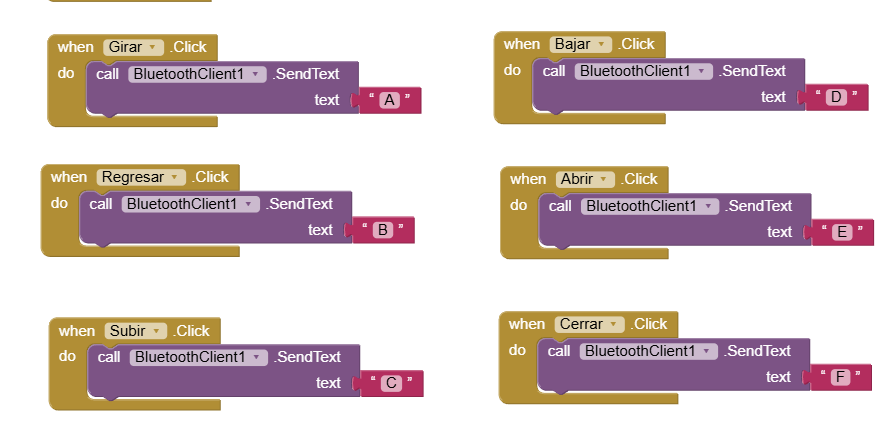 when Girar .Click
do call BluetoothClient1 .SendText
text "A"
when Regresar .Click
do call BluetoothClient1 .SendText
text "B"
when Subir .Click
do call BluetoothClient1 .SendText
text "C"
when Bajar .Click
do call BluetoothClient1 .SendText
text "D"
when Abrir .Click
do call BluetoothClient1 .SendText
text "E"
when Cerrar .Click
do call BluetoothClient1 .SendText
text "F"